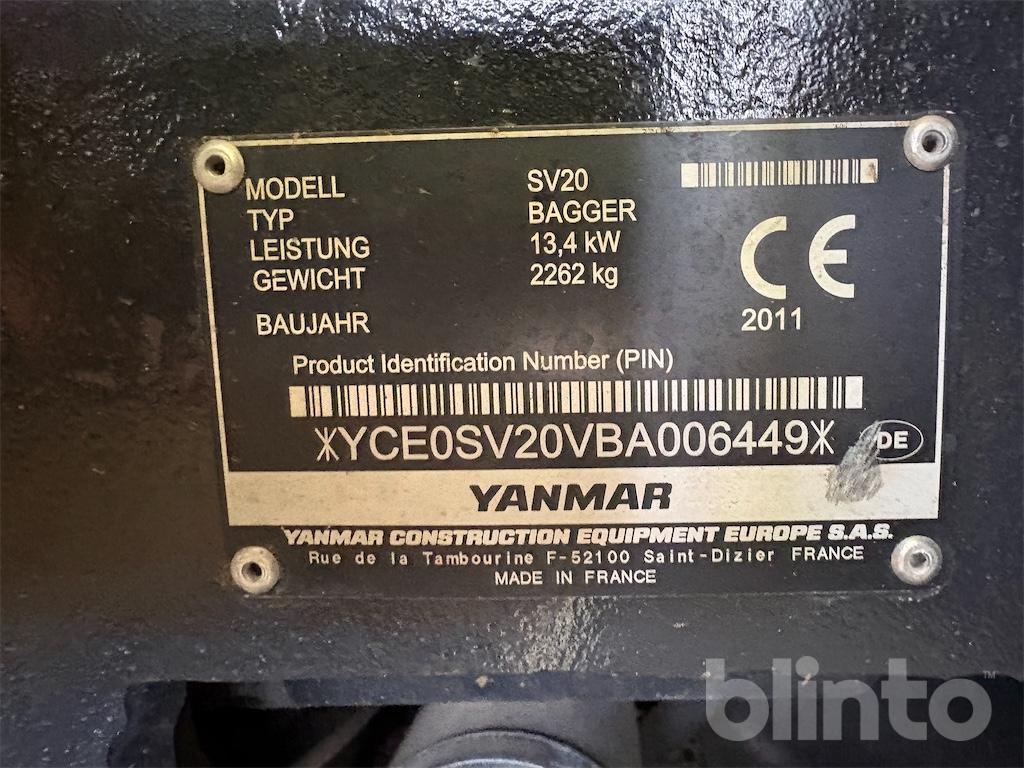 MODELL SV20
TYP BAGGER
LEISTUNG 13,4 kW
GEWICHT 2262 kg
CE
BAUJAHR 2011
Product Identification Number (PIN)
*YCE0SV20VBA006449*
DE
YANMAR
YANMAR CONSTRUCTION EQUIPMENT EUROPE S.A.S.
Rue de la Tambourine F-52100 Saint-Dizier FRANCE
MADE IN FRANCE
blinto™